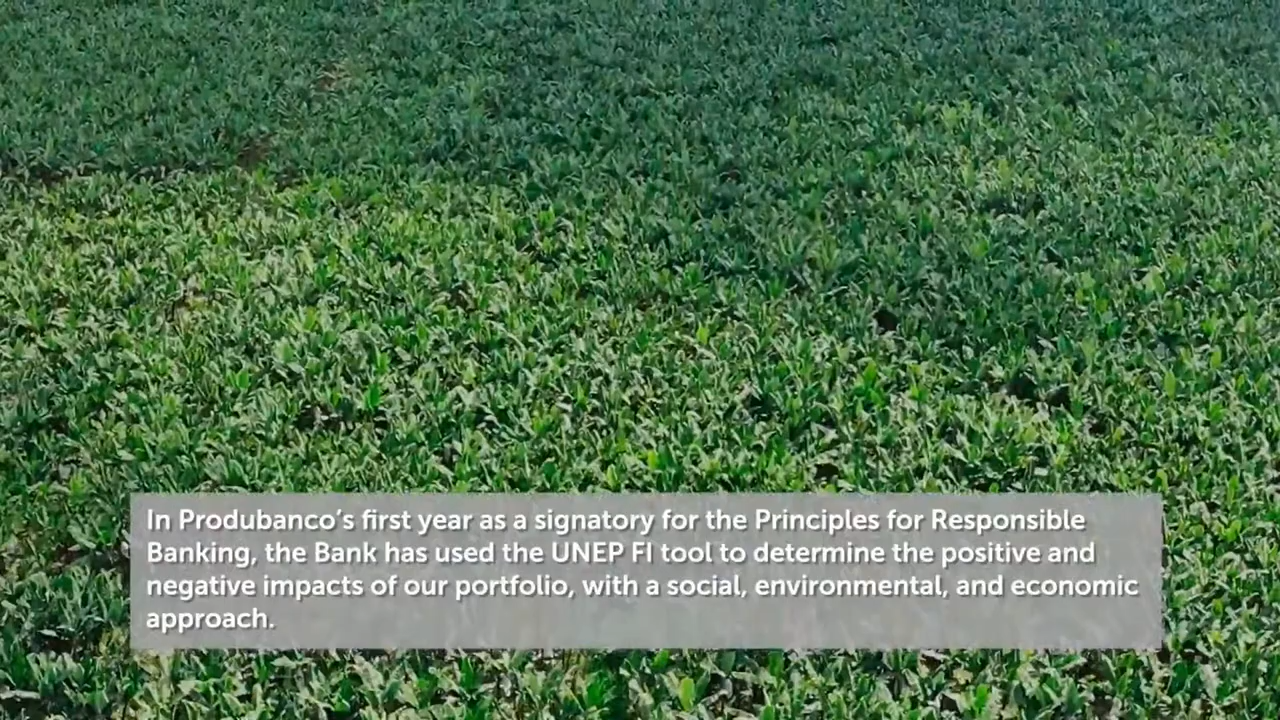 In Produbanco's first year as a signatory for the Principles for Responsible
Banking, the Bank has used the UNEP FI tool to determine the positive and
negative impacts of our portfolio, with a social, environmental, and economic
approach.